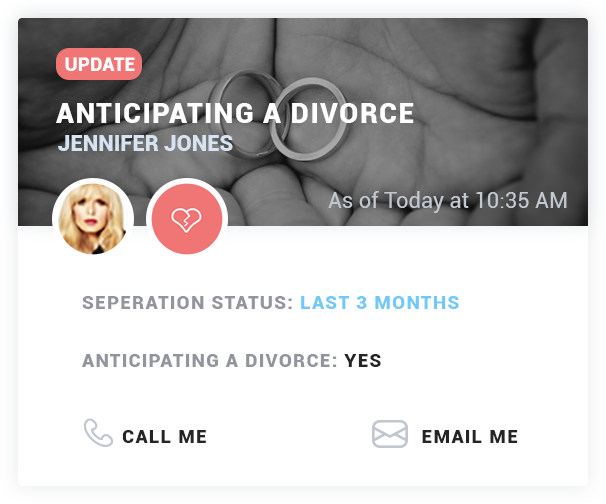 UPDATE
ANTICIPATING A DIVORCE
JENNIFER JONES
As of Today at 10:35 AM
SEPERATION STATUS: LAST 3 MONTHS
ANTICIPATING A DIVORCE: YES
CALL ME
EMAIL ME